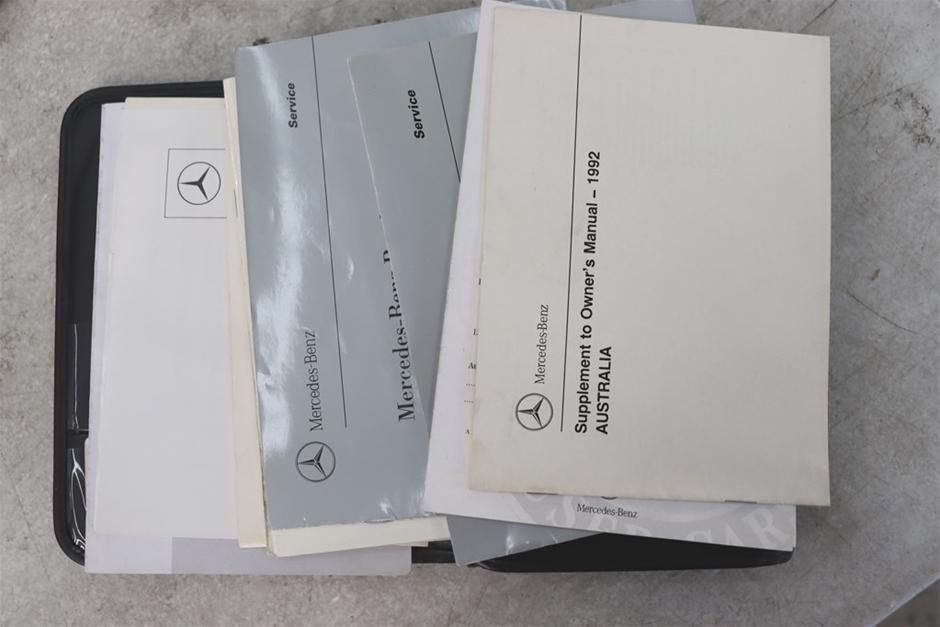 Service
Mercedes-Benz
Service
Mercedes-Benz
Mercedes-Benz
Supplement to Owner's Manual – 1992
AUSTRALIA
Mercedes-Benz